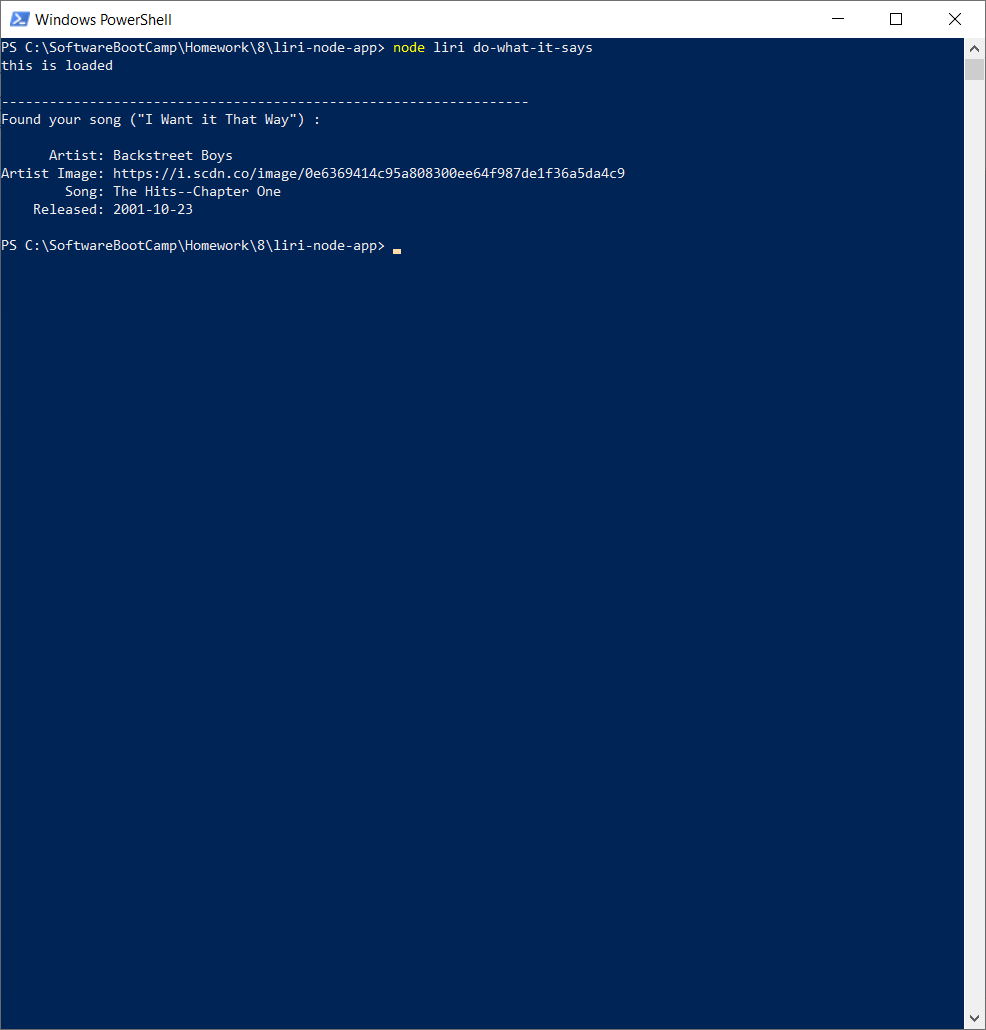 Windows PowerShell
PS C:\SoftwareBootCamp\Homework\8\liri-node-app> node liri do-what-it-says
this is loaded
------------------------------------------------------------------
Found your song ("I Want it That Way") :
Artist: Backstreet Boys
Artist Image: https://i.scdn.co/image/0e6369414c95a808300ee64f987de1f36a5da4c9
Song: The Hits--Chapter One
Released: 2001-10-23
PS C:\SoftwareBootCamp\Homework\8\liri-node-app>